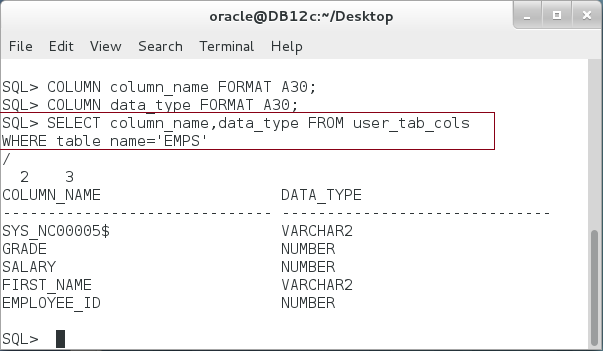 oracle@DB12c:~/Desktop
File Edit View Search Terminal Help
SQL> COLUMN column_name FORMAT A30;
SQL> COLUMN data_type FORMAT A30;
SQL> SELECT column_name,data_type FROM user_tab_cols
WHERE table_name='EMPS'
/
  2    3
COLUMN_NAME                    DATA_TYPE
------------------------------ ------------------------------
SYS_NC00005$                   VARCHAR2
GRADE                          NUMBER
SALARY                         NUMBER
FIRST_NAME                     VARCHAR2
EMPLOYEE_ID                    NUMBER
SQL>